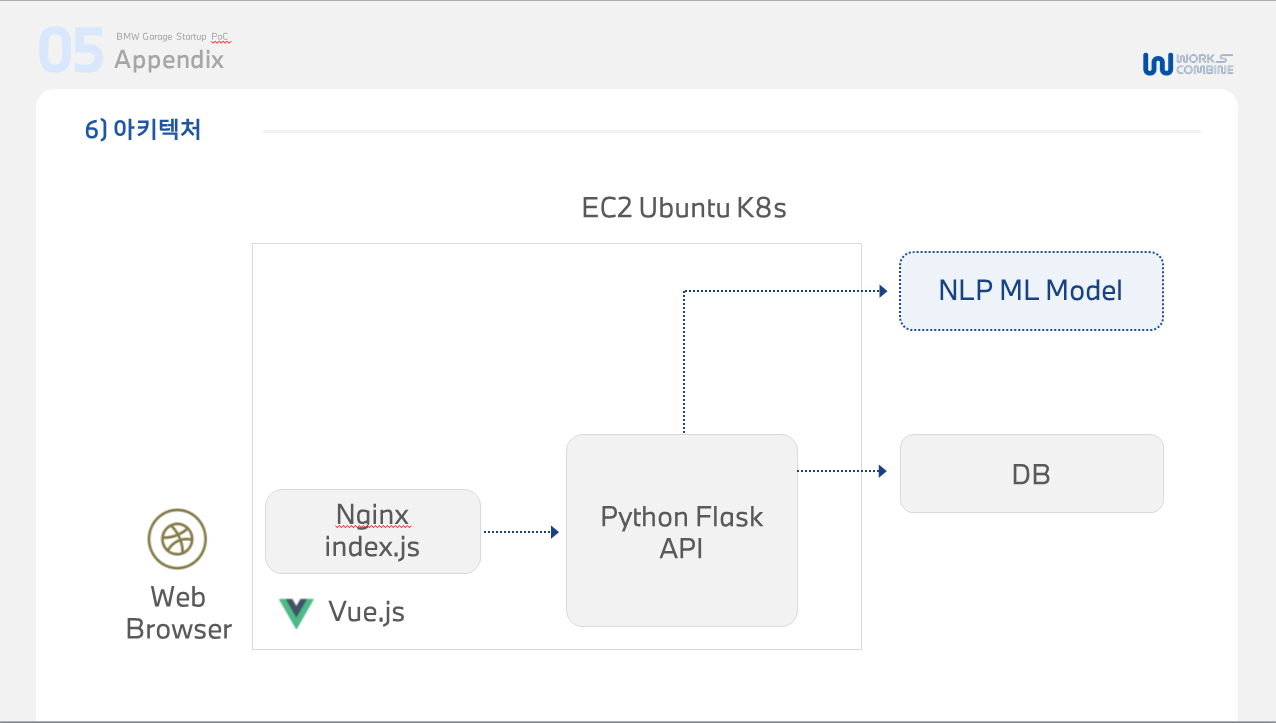 05
BMW Garage Startup PoC
Appendix
WORKS
COMBINE
6) 아키텍처
EC2 Ubuntu K8s
NLP ML Model
DB
Nginx
index.js
Python Flask
API
Vue.js
Web
Browser